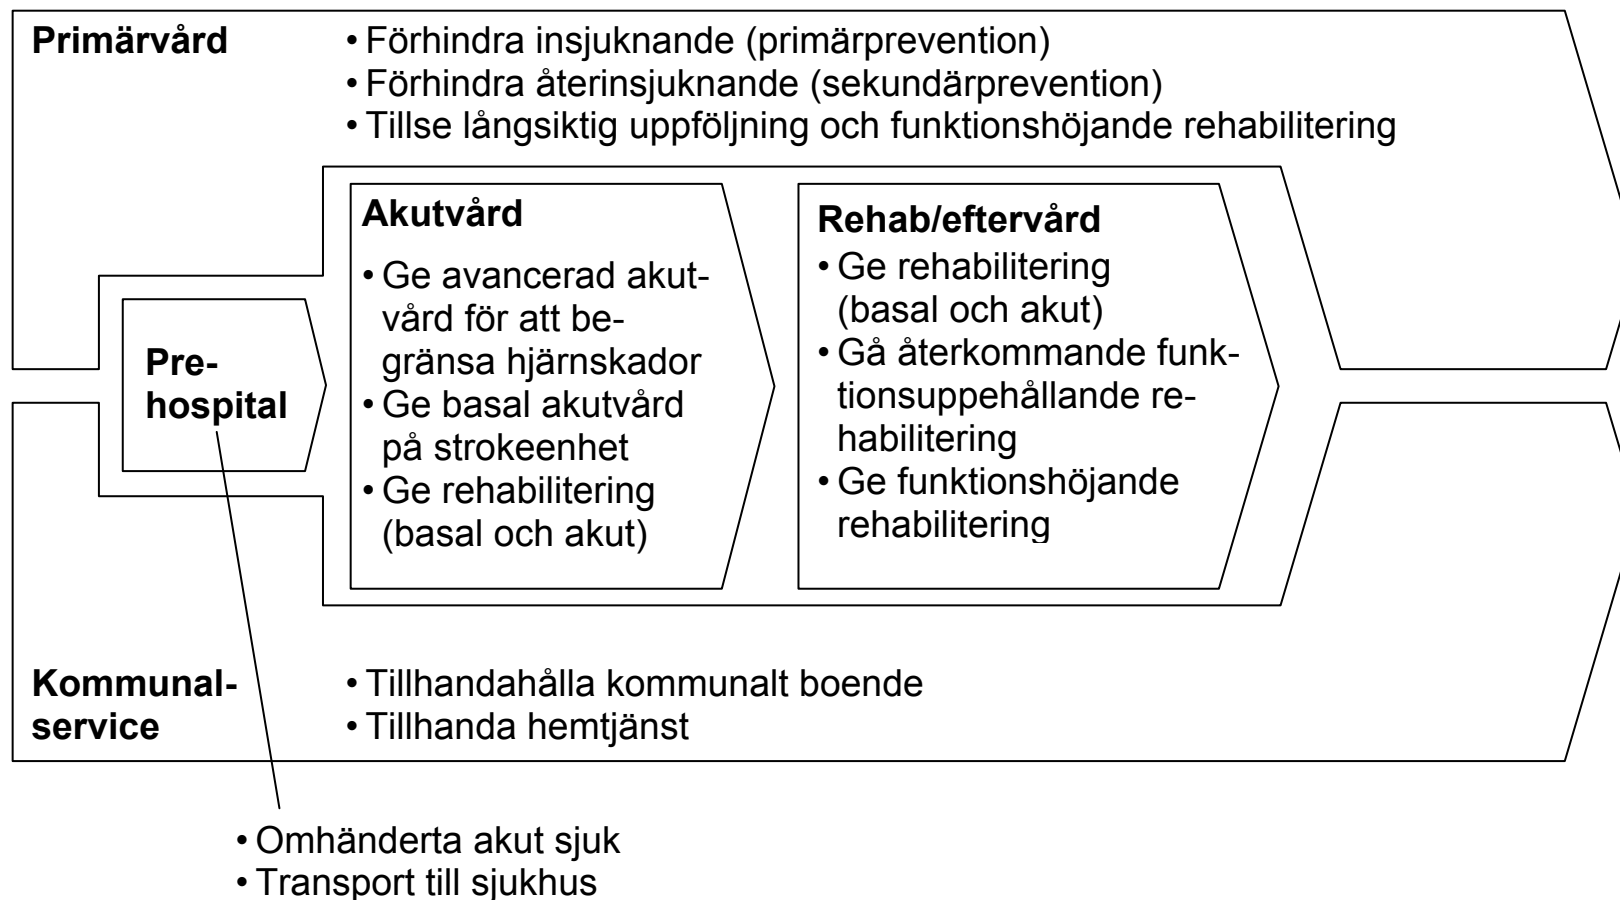 Primärvård
• Förhindra insjuknande (primärprevention)
• Förhindra återinsjuknande (sekundärprevention)
• Tillse långsiktig uppföljning och funktionshöjande rehabilitering
Pre-
hospital
Akutvård
• Ge avancerad akut-
vård för att be-
gränsa hjärnskador
• Ge basal akutvård
på strokeenhet
• Ge rehabilitering
(basal och akut)
Rehab/eftervård
• Ge rehabilitering
(basal och akut)
• Gå återkommande funk-
tionsuppehållande re-
habilitering
• Ge funktionshöjande
rehabilitering
Kommunal-
service
• Tillhandahålla kommunalt boende
• Tillhanda hemtjänst
• Omhänderta akut sjuk
• Transport till sjukhus